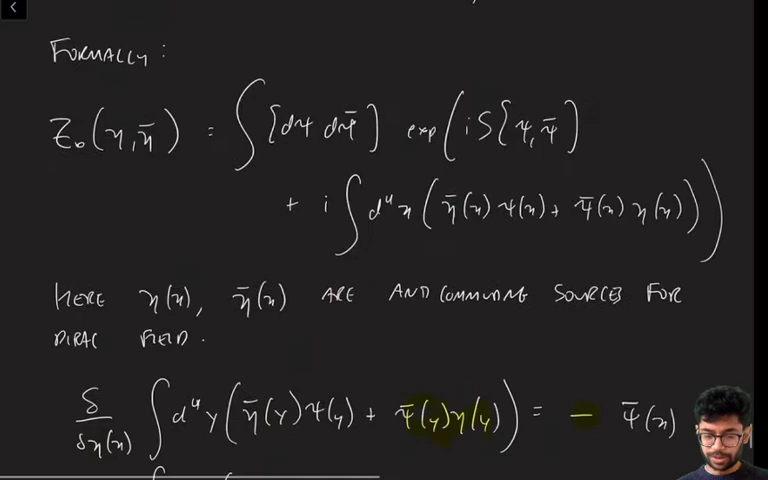 FORMALLY:
Z₀(η, η̄) = ∫ [dψ dψ̄] exp(iS[ψ, ψ̄]
+ i ∫ d⁴x (η̄(x) ψ(x) + ψ̄(x) η(x)))
HERE η(x), η̄(x) ARE ANTICOMMUTING SOURCES FOR
DIRAC FIELD.
δ/δη(x) ∫ d⁴y (η̄(y) ψ(y) + ψ̄(y) η(y)) = − ψ̄(x)